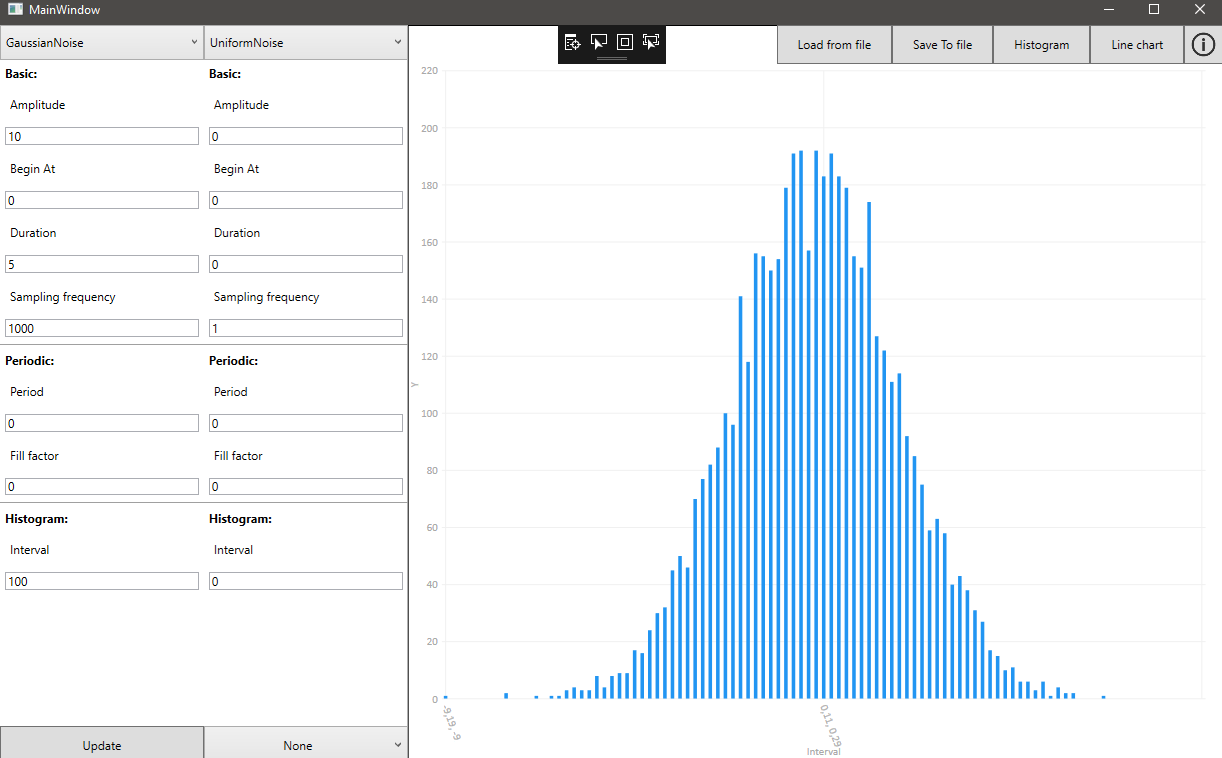 MainWindow
GaussianNoise UniformNoise Load from file Save To file Histogram Line chart
Basic: Basic:
Amplitude Amplitude
10 0
Begin At Begin At
0 0
Duration Duration
5 0
Sampling frequency Sampling frequency
1000 1
Periodic: Periodic:
Period Period
0 0
Fill factor Fill factor
0 0
Histogram: Histogram:
Interval Interval
100 0
Update None
220
200
180
160
140
120
100
80
60
40
20
0
Y
-9,19, -9
0,11, 0,29
Interval